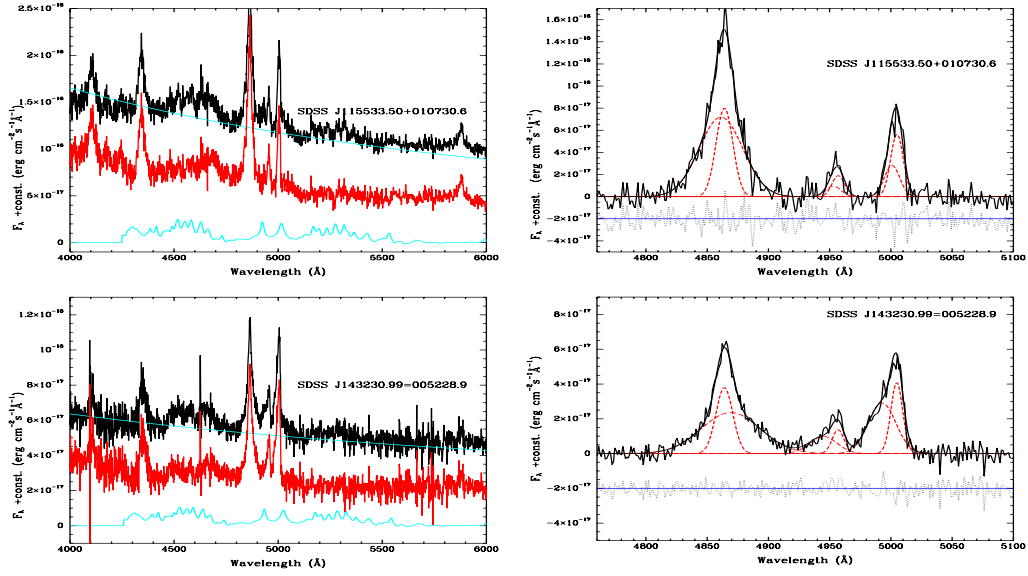 2.5×10⁻¹⁶
2×10⁻¹⁶
1.5×10⁻¹⁶
10⁻¹⁶
5×10⁻¹⁷
0
F_λ +const. (erg cm⁻² s⁻¹Å⁻¹)
SDSS J115533.50+010730.6
4000 4500 5000 5500 6000
Wavelength (Å)
1.6×10⁻¹⁶
1.4×10⁻¹⁶
1.2×10⁻¹⁶
10⁻¹⁶
8×10⁻¹⁷
6×10⁻¹⁷
4×10⁻¹⁷
2×10⁻¹⁷
0
−2×10⁻¹⁷
−4×10⁻¹⁷
F_λ +const. (erg cm⁻² s⁻¹Å⁻¹)
SDSS J115533.50+010730.6
4800 4850 4900 4950 5000 5050 5100
Wavelength (Å)
1.2×10⁻¹⁶
10⁻¹⁶
8×10⁻¹⁷
6×10⁻¹⁷
4×10⁻¹⁷
2×10⁻¹⁷
0
F_λ +const. (erg cm⁻² s⁻¹Å⁻¹)
SDSS J143230.99=005228.9
4000 4500 5000 5500 6000
Wavelength (Å)
8×10⁻¹⁷
6×10⁻¹⁷
4×10⁻¹⁷
2×10⁻¹⁷
0
−2×10⁻¹⁷
−4×10⁻¹⁷
F_λ +const. (erg cm⁻² s⁻¹Å⁻¹)
SDSS J143230.99=005228.9
4800 4850 4900 4950 5000 5050 5100
Wavelength (Å)